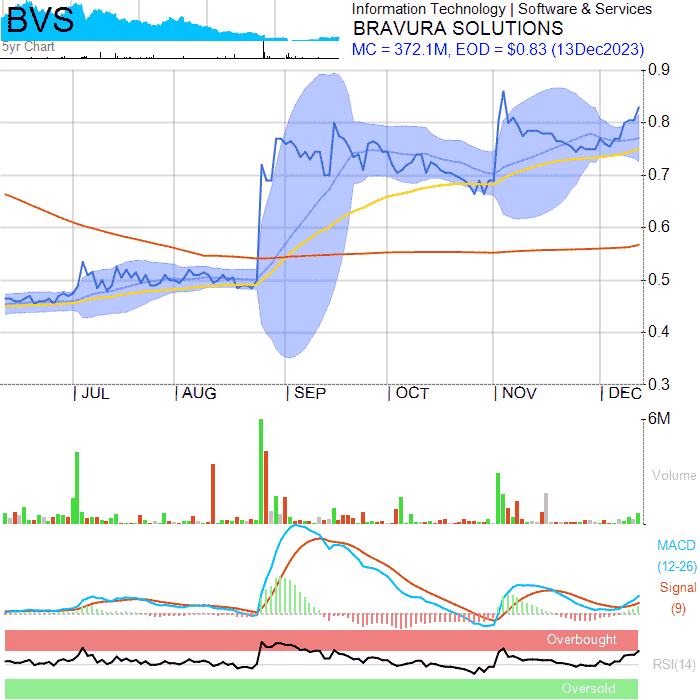 BVS
5yr Chart
Information Technology | Software & Services
BRAVURA SOLUTIONS
MC = 372.1M, EOD = $0.83 (13Dec2023)
0.9
0.8
0.7
0.6
0.5
0.4
0.3
| JUL | AUG | SEP | OCT | NOV | DEC
6M
Volume
MACD
(12-26)
Signal
(9)
Overbought
RSI(14)
Oversold